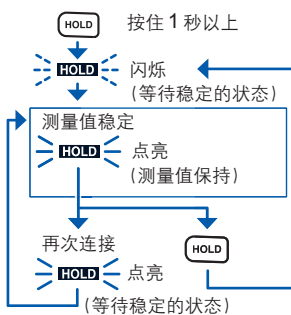 HOLD 按住 1 秒以上
HOLD 闪烁
(等待稳定的状态)
测量值稳定
HOLD 点亮
(测量值保持)
再次连接
HOLD
HOLD 点亮
(等待稳定的状态)